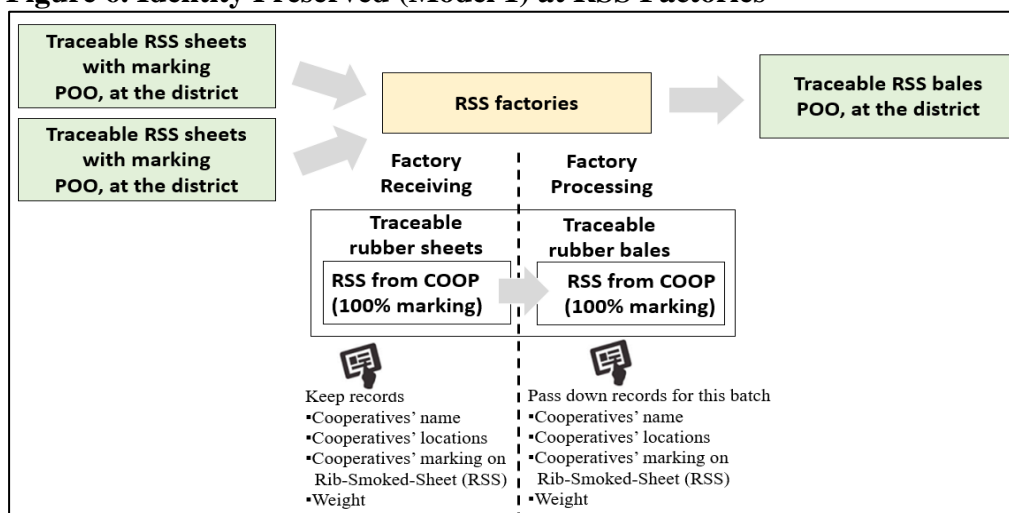 Figure 6. Identity Preserved (Model 1) at RSS Factories
Traceable RSS sheets
with marking
POO, at the district
Traceable RSS sheets
with marking
POO, at the district
RSS factories
Traceable RSS bales
POO, at the district
Factory
Receiving
Factory
Processing
Traceable
rubber sheets
Traceable
rubber bales
RSS from COOP
(100% marking)
RSS from COOP
(100% marking)
Keep records
▪Cooperatives’ name
▪Cooperatives’ locations
▪Cooperatives’ marking on
Rib-Smoked-Sheet (RSS)
▪Weight
Pass down records for this batch
▪Cooperatives’ name
▪Cooperatives’ locations
▪Cooperatives’ marking on
Rib-Smoked-Sheet (RSS)
▪Weight